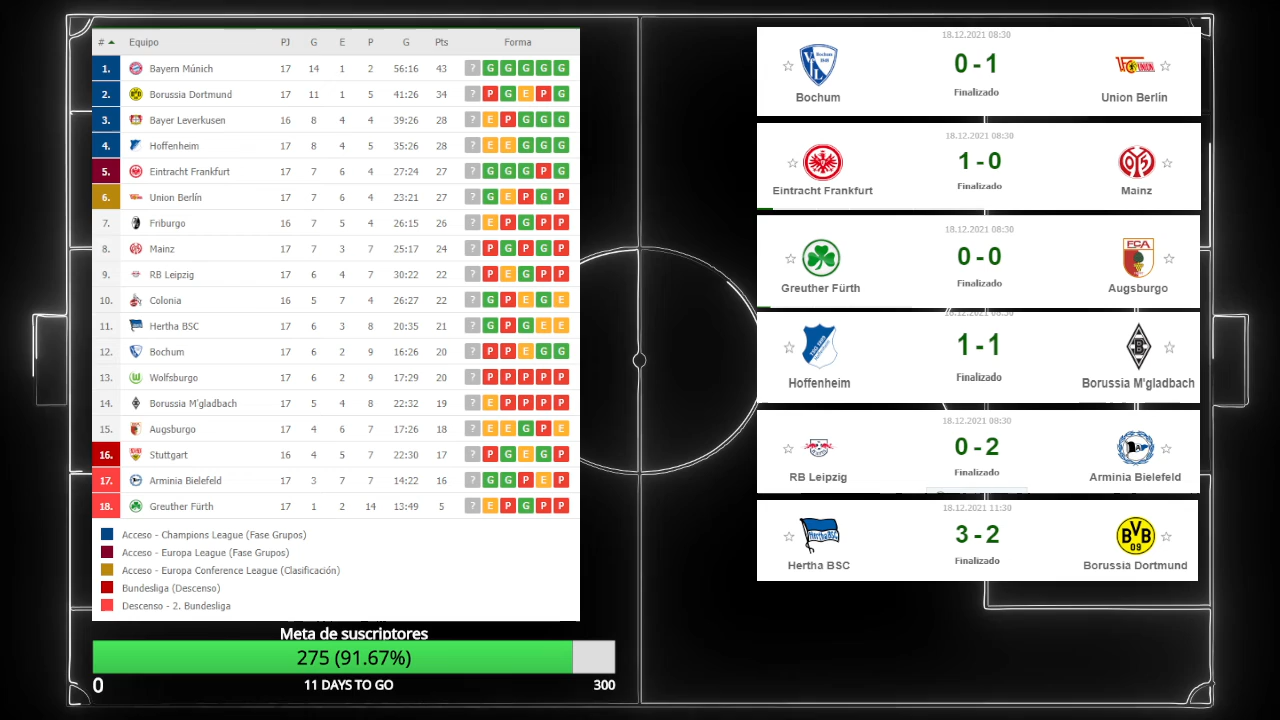 # Equipo PJ G E P G Pts Forma
1. Bayern Múnich 17 14 1 2 56:16 43 ? G G G G G
2. Borussia Dortmund 17 11 1 5 41:26 34 ? P G E P G
3. Bayer Leverkusen 16 8 4 4 39:26 28 ? E P G G G
4. Hoffenheim 17 8 4 5 35:26 28 ? E E G G G
5. Eintracht Frankfurt 17 7 6 4 27:24 27 ? G G G P G
6. Union Berlín 17 7 6 4 23:21 27 ? G E P G P
7. Friburgo 16 7 5 4 26:15 26 ? E P G P P
8. Mainz 17 7 3 7 25:17 24 ? P G P G P
9. RB Leipzig 17 6 4 7 30:22 22 ? P E G P P
10. Colonia 16 5 7 4 26:27 22 ? G P E G E
11. Hertha BSC 17 6 3 8 20:35 21 ? G P G E E
12. Bochum 17 6 2 9 16:26 20 ? P P E G G
13. Wolfsburgo 17 6 2 9 17:29 20 ? P P P P P
14. Borussia M'gladbach 17 5 4 8 22:32 19 ? E P P P P
15. Augsburgo 17 4 6 7 17:26 18 ? E E G P E
16. Stuttgart 16 4 5 7 22:30 17 ? P G E G P
17. Arminia Bielefeld 17 3 7 7 14:22 16 ? G G P E P
18. Greuther Fürth 17 1 2 14 13:49 5 ? E P G P P
Acceso - Champions League (Fase Grupos)
Acceso - Europa League (Fase Grupos)
Acceso - Europa Conference League (Clasificación)
Bundesliga (Descenso)
Descenso - 2. Bundesliga
Meta de suscriptores
275 (91.67%)
0 11 DAYS TO GO 300
18.12.2021 08:30
0 - 1
Finalizado
Bochum Union Berlín
18.12.2021 08:30
1 - 0
Finalizado
Eintracht Frankfurt Mainz
18.12.2021 08:30
0 - 0
Finalizado
Greuther Fürth Augsburgo
18.12.2021 08:30
1 - 1
Finalizado
Hoffenheim Borussia M'gladbach
18.12.2021 08:30
0 - 2
Finalizado
RB Leipzig Arminia Bielefeld
18.12.2021 11:30
3 - 2
Finalizado
Hertha BSC Borussia Dortmund